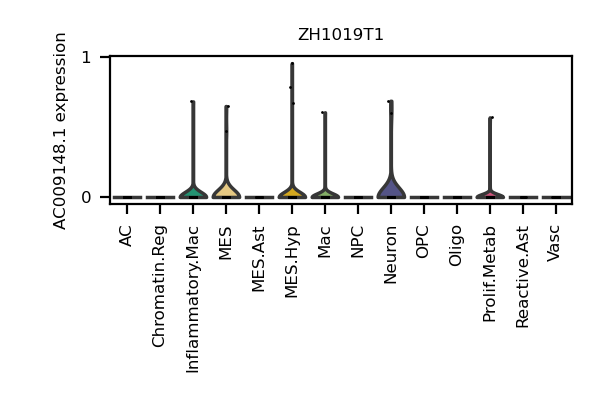 ZH1019T1
AC009148.1 expression
1
0
AC
Chromatin.Reg
Inflammatory.Mac
MES
MES.Ast
MES.Hyp
Mac
NPC
Neuron
OPC
Oligo
Prolif.Metab
Reactive.Ast
Vasc